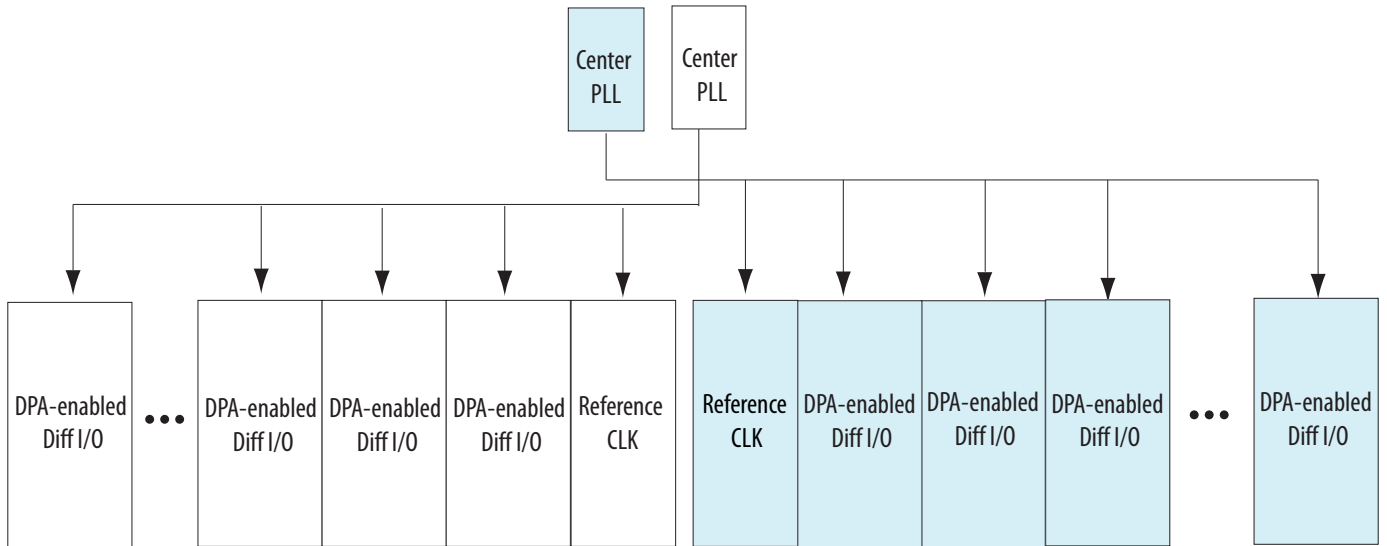 Center
PLL
Center
PLL
DPA-enabled
Diff I/O
•••
DPA-enabled
Diff I/O
DPA-enabled
Diff I/O
DPA-enabled
Diff I/O
Reference
CLK
Reference
CLK
DPA-enabled
Diff I/O
DPA-enabled
Diff I/O
DPA-enabled
Diff I/O
•••
DPA-enabled
Diff I/O